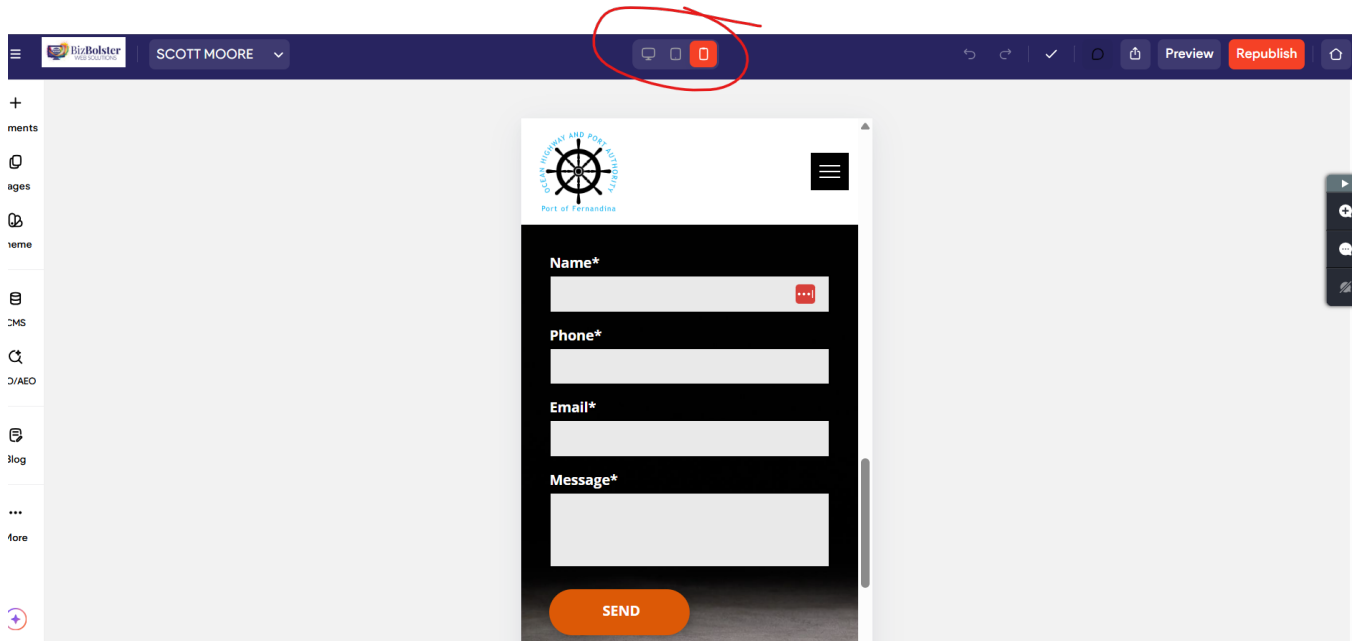 BizBolster
WEB SOLUTIONS
SCOTT MOORE
Preview
Republish
ments
ages
heme
CMS
O/AEO
Blog
More
OCEAN HIGHWAY AND PORT AUTHORITY
Port of Fernandina
Name*
Phone*
Email*
Message*
SEND